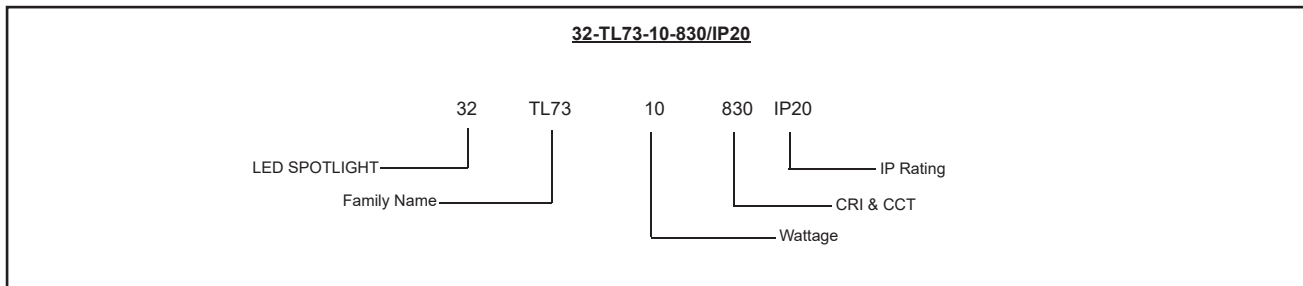 32-TL73-10-830/IP20
32 TL73 10 830 IP20
LED SPOTLIGHT IP Rating
Family Name CRI & CCT
Wattage